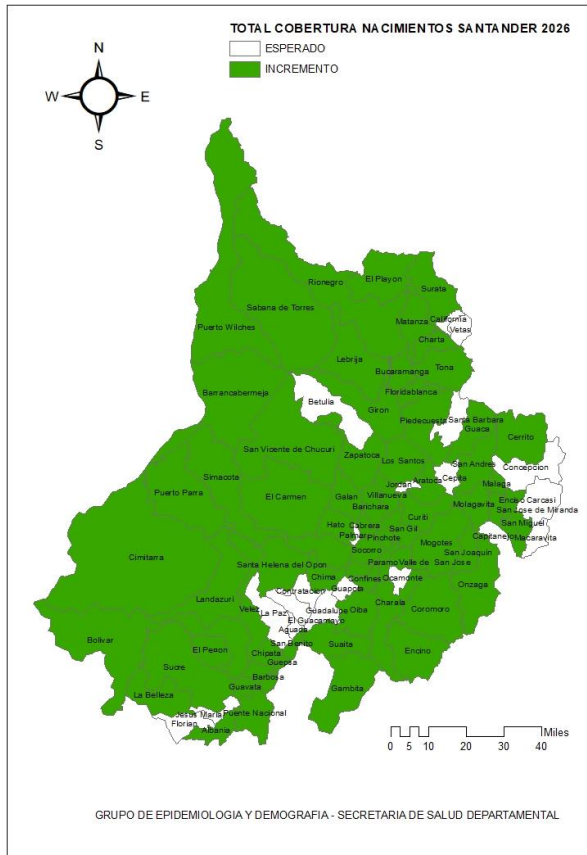 TOTAL COBERTURA NACIMIENTOS SANTANDER 2026
ESPERADO
INCREMENTO
N
W E
S
El Playon
Rionegro
Surata
Sabana de Torres
California
Matanza
Vetas
Puerto Wilches
Charta
Lebrija
Tona
Bucaramanga
Barrancabermeja
Floridablanca
Betulia
Giron
Piedecuesta
Santa Barbara
Guaca
Cerrito
San Vicente de Chucuri
Zapatoca
Los Santos
San Andres
Concepcion
Simacota
Jordan
Aratoca
Cepita
Malaga
Puerto Parra
El Carmen
Galan
Villanueva
Enciso
Carcasi
Barichara
Molagavita
San Jose de Miranda
Curiti
San Miguel
Hato
Cabrera
San Gil
Palmar
Pinchote
Mogotes
Capitanejo
Macaravita
Cimitarra
Socorro
San Joaquin
Santa Helena del Opon
Paramo
Valle de San Jose
Chima
Confines
Ocamonte
Onzaga
Contratacion
Guapota
Landazuri
Velez
La Paz
Guadalupe
Oiba
Charala
Coromoro
El Guacamayo
Aguada
Bolivar
San Benito
Suaita
El Penon
Chipata
Encino
Guepsa
Sucre
Barbosa
Guavata
Gambita
La Belleza
Jesus Maria
Puente Nacional
Florian
Albania
Miles
0 5 10 20 30 40
GRUPO DE EPIDEMIOLOGIA Y DEMOGRAFIA - SECRETARIA DE SALUD DEPARTAMENTAL